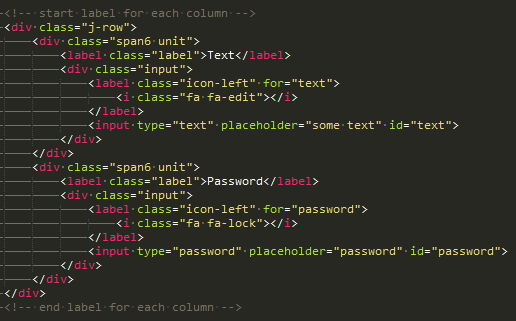 <!-- start label for each column -->
<div class="j-row">
<div class="span6 unit">
<label class="label">Text</label>
<div class="input">
<label class="icon-left" for="text">
<i class="fa fa-edit"></i>
</label>
<input type="text" placeholder="some text" id="text">
</div>
</div>
<div class="span6 unit">
<label class="label">Password</label>
<div class="input">
<label class="icon-left" for="password">
<i class="fa fa-lock"></i>
</label>
<input type="password" placeholder="password" id="password">
</div>
</div>
</div>
<!-- end label for each column -->